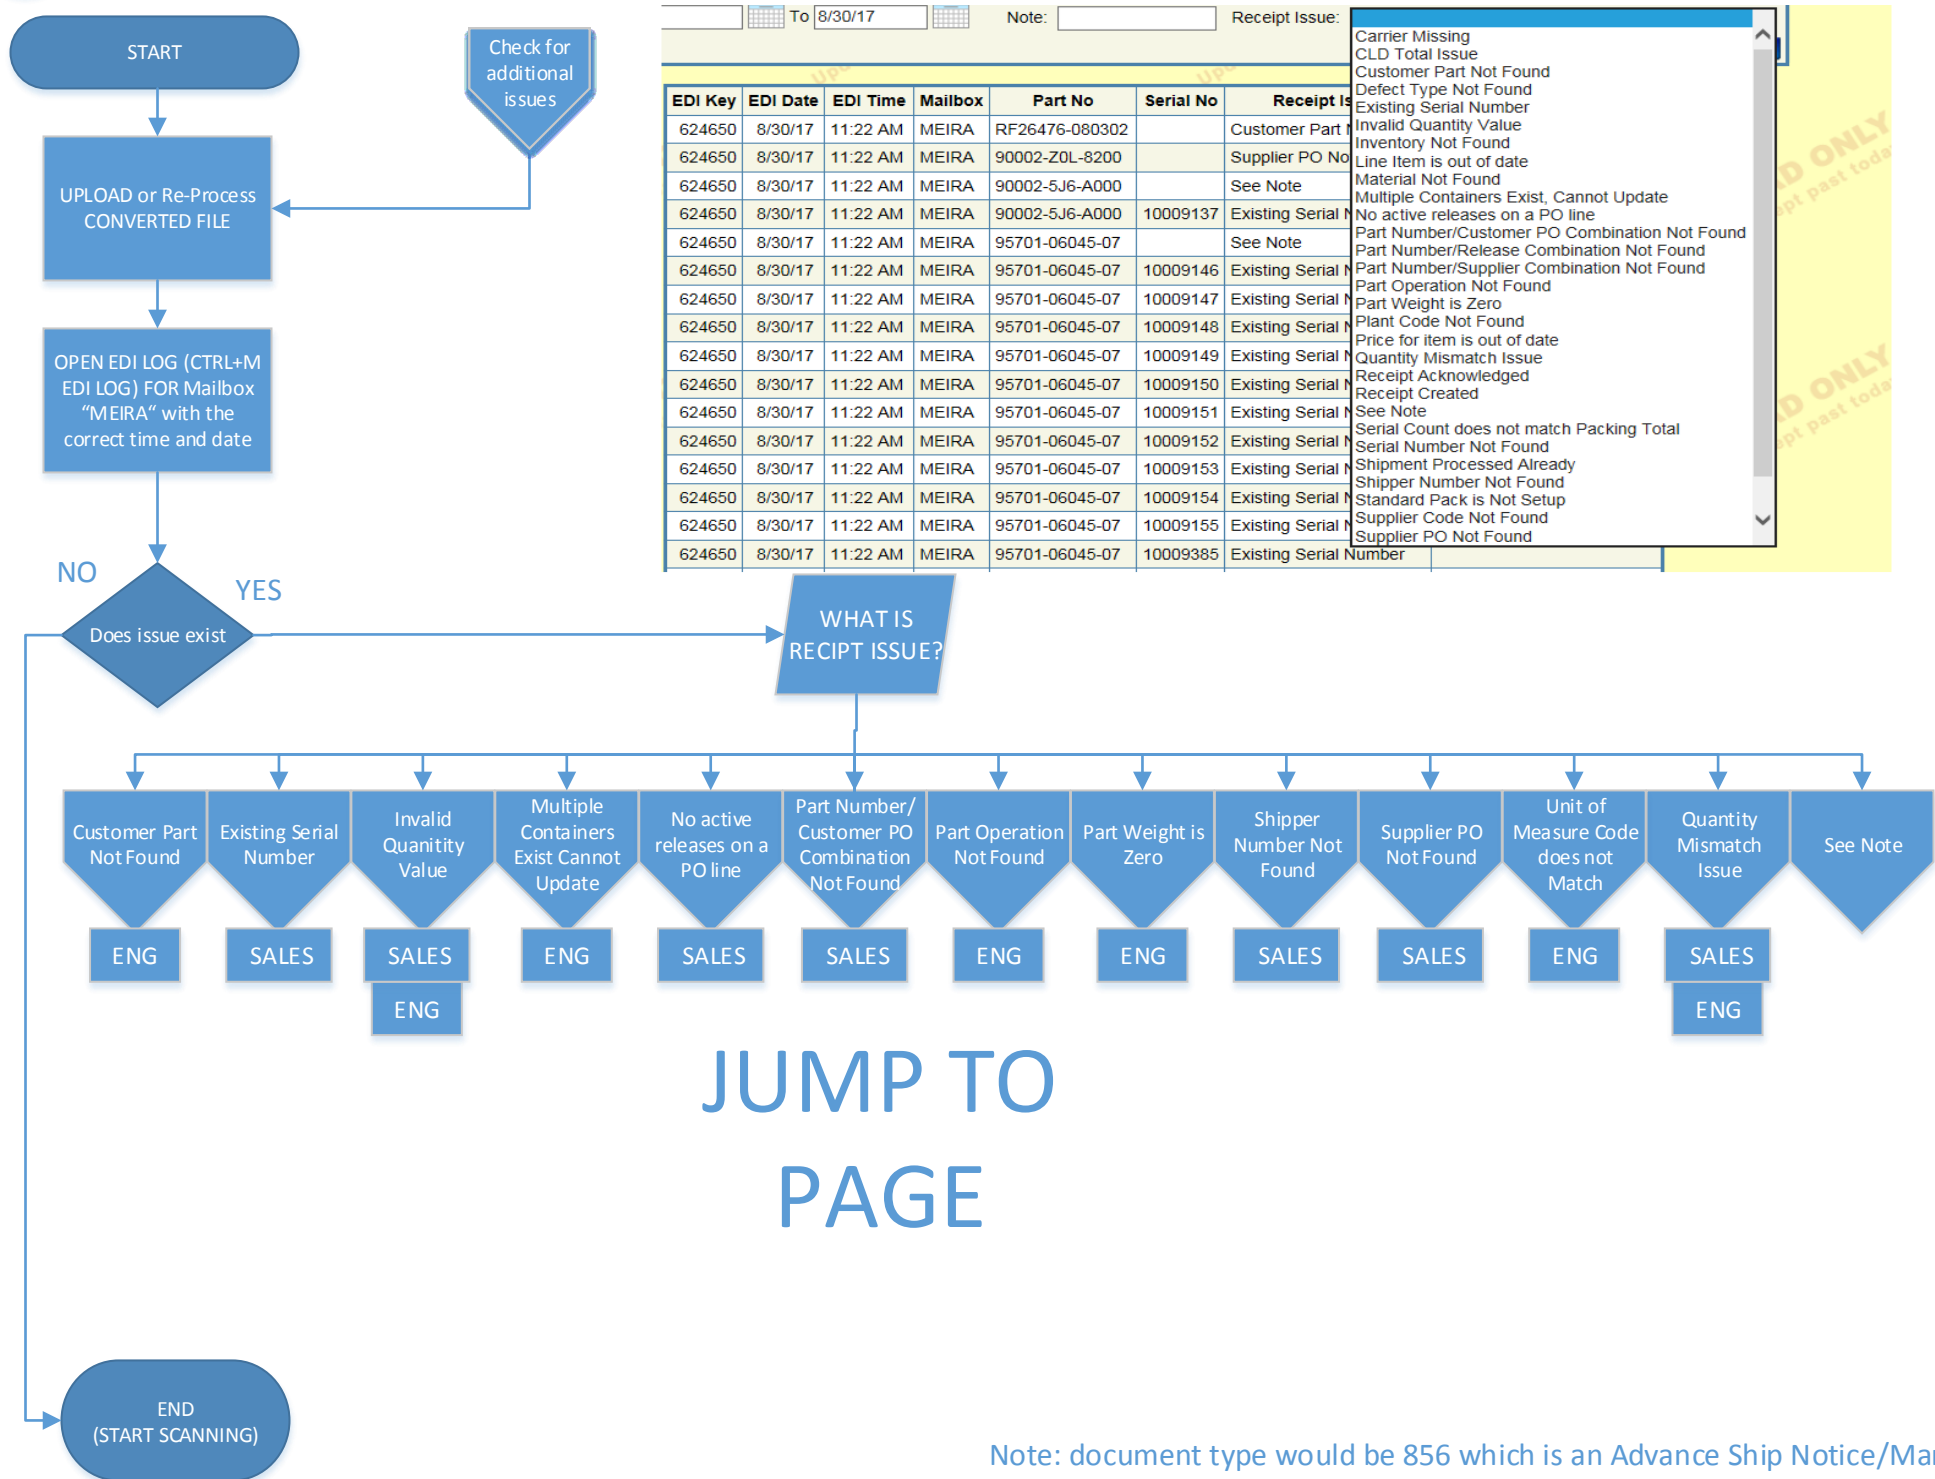 START
Check for
additional
issues
UPLOAD or Re-Process
CONVERTED FILE
OPEN EDI LOG (CTRL+M
EDI LOG) FOR Mailbox
“MEIRA“ with the
correct time and date
NO
YES
Does issue exist
To 8/30/17 Note: Receipt Issue:
EDI Key EDI Date EDI Time Mailbox Part No Serial No Receipt Is
624650 8/30/17 11:22 AM MEIRA RF26476-080302 Customer Part
624650 8/30/17 11:22 AM MEIRA 90002-Z0L-8200 Supplier PO No
624650 8/30/17 11:22 AM MEIRA 90002-5J6-A000 See Note
624650 8/30/17 11:22 AM MEIRA 90002-5J6-A000 10009137 Existing Serial
624650 8/30/17 11:22 AM MEIRA 95701-06045-07 See Note
624650 8/30/17 11:22 AM MEIRA 95701-06045-07 10009146 Existing Serial
624650 8/30/17 11:22 AM MEIRA 95701-06045-07 10009147 Existing Serial
624650 8/30/17 11:22 AM MEIRA 95701-06045-07 10009148 Existing Serial
624650 8/30/17 11:22 AM MEIRA 95701-06045-07 10009149 Existing Serial
624650 8/30/17 11:22 AM MEIRA 95701-06045-07 10009150 Existing Serial
624650 8/30/17 11:22 AM MEIRA 95701-06045-07 10009151 Existing Serial
624650 8/30/17 11:22 AM MEIRA 95701-06045-07 10009152 Existing Serial
624650 8/30/17 11:22 AM MEIRA 95701-06045-07 10009153 Existing Serial
624650 8/30/17 11:22 AM MEIRA 95701-06045-07 10009154 Existing Serial
624650 8/30/17 11:22 AM MEIRA 95701-06045-07 10009155 Existing Serial
624650 8/30/17 11:22 AM MEIRA 95701-06045-07 10009385 Existing Serial Number
Carrier Missing
CLD Total Issue
Customer Part Not Found
Defect Type Not Found
Existing Serial Number
Invalid Quantity Value
Inventory Not Found
Line Item is out of date
Material Not Found
Multiple Containers Exist, Cannot Update
No active releases on a PO line
Part Number/Customer PO Combination Not Found
Part Number/Release Combination Not Found
Part Number/Supplier Combination Not Found
Part Operation Not Found
Part Weight is Zero
Plant Code Not Found
Price for item is out of date
Quantity Mismatch Issue
Receipt Acknowledged
Receipt Created
See Note
Serial Count does not match Packing Total
Serial Number Not Found
Shipment Processed Already
Shipper Number Not Found
Standard Pack is Not Setup
Supplier Code Not Found
Supplier PO Not Found
D ONLY
ept past toda
D ONLY
ept past toda
WHAT IS
RECIPT ISSUE?
Customer Part
Not Found
ENG
Existing Serial
Number
SALES
Invalid
Quanitity
Value
SALES
ENG
Multiple
Containers
Exist Cannot
Update
ENG
No active
releases on a
PO line
SALES
Part Number/
Customer PO
Combination
Not Found
SALES
Part Operation
Not Found
ENG
Part Weight is
Zero
ENG
Shipper
Number Not
Found
SALES
Supplier PO
Not Found
SALES
Unit of
Measure Code
does not
Match
ENG
Quantity
Mismatch
Issue
SALES
ENG
See Note
JUMP TO
PAGE
END
(START SCANNING)
Note: document type would be 856 which is an Advance Ship Notice/Ma